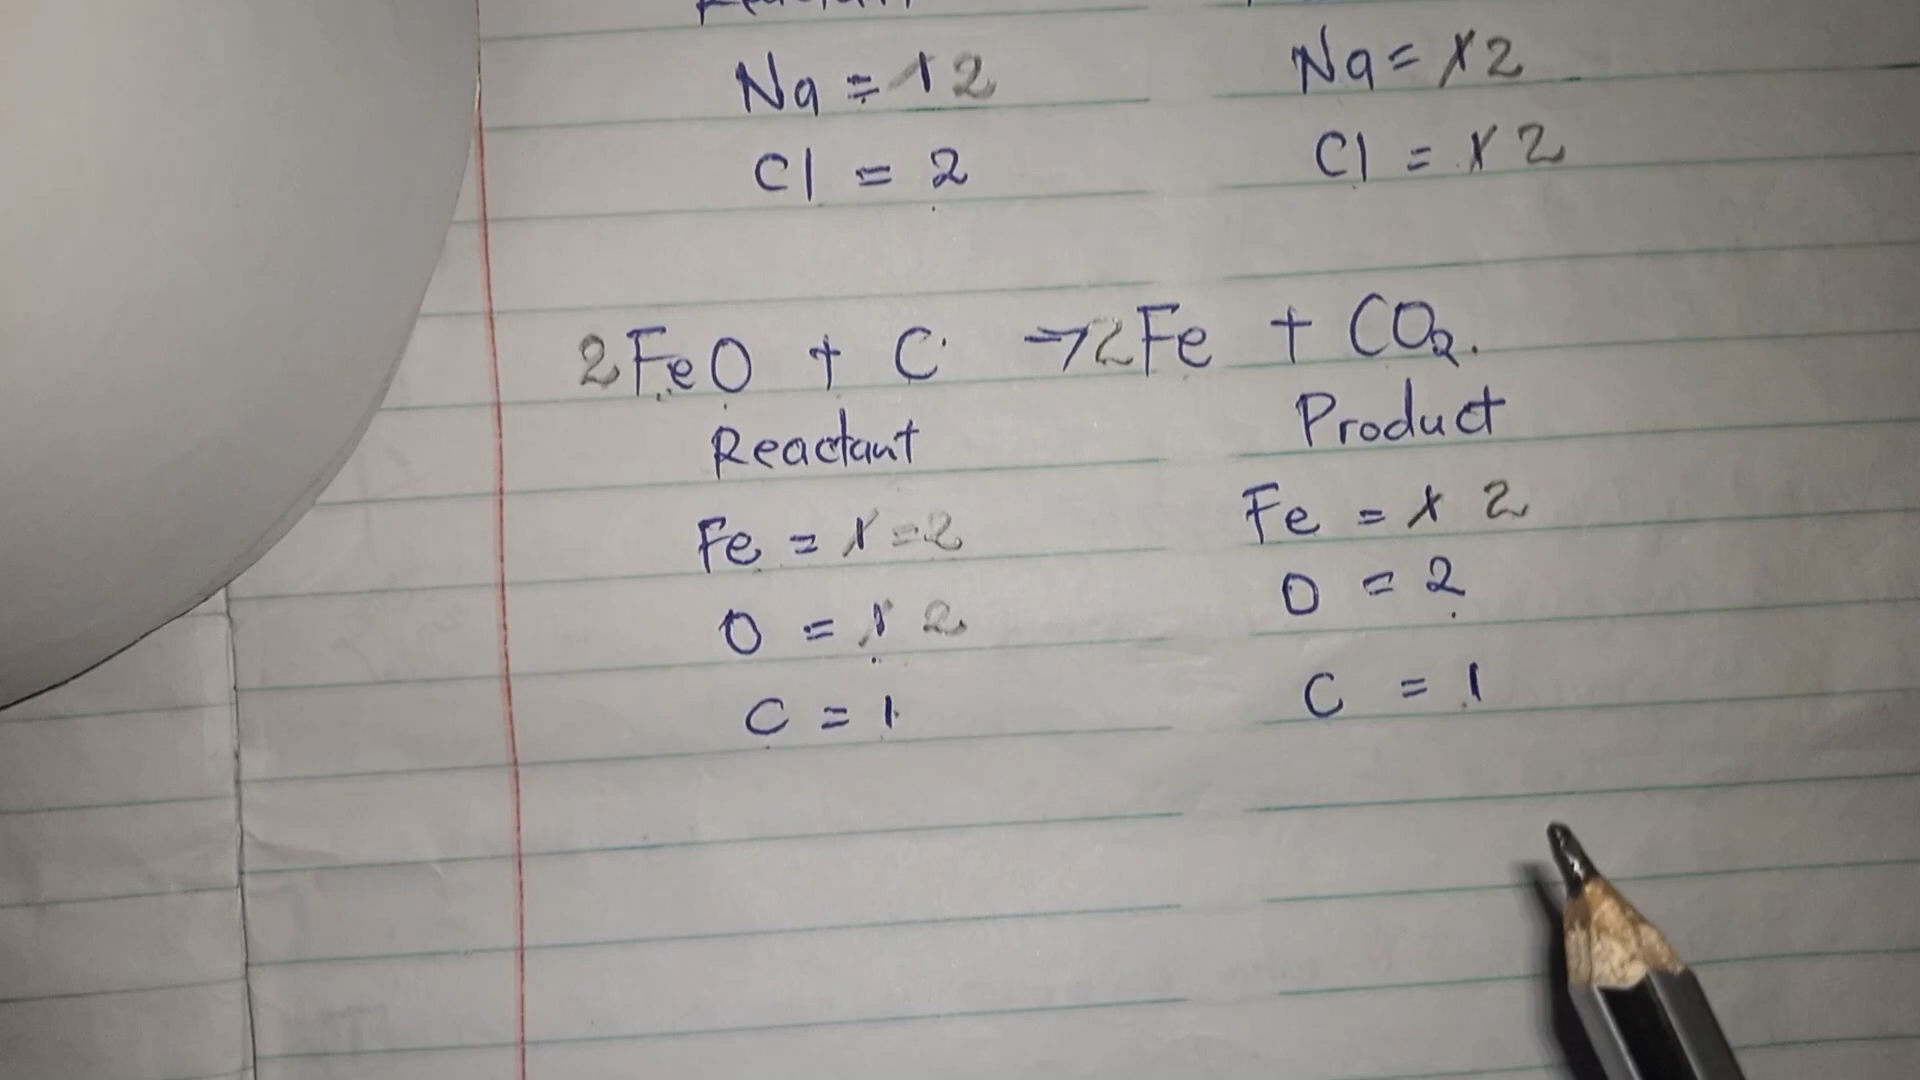 Reactant
Na = 1 2 Na = 1 2
Cl = 2 Cl = 1 2
2FeO + C → 2Fe + CO₂.
Reactant Product
Fe = 1 = 2 Fe = 1 2
O = 1 2 O = 2
C = 1 C = 1